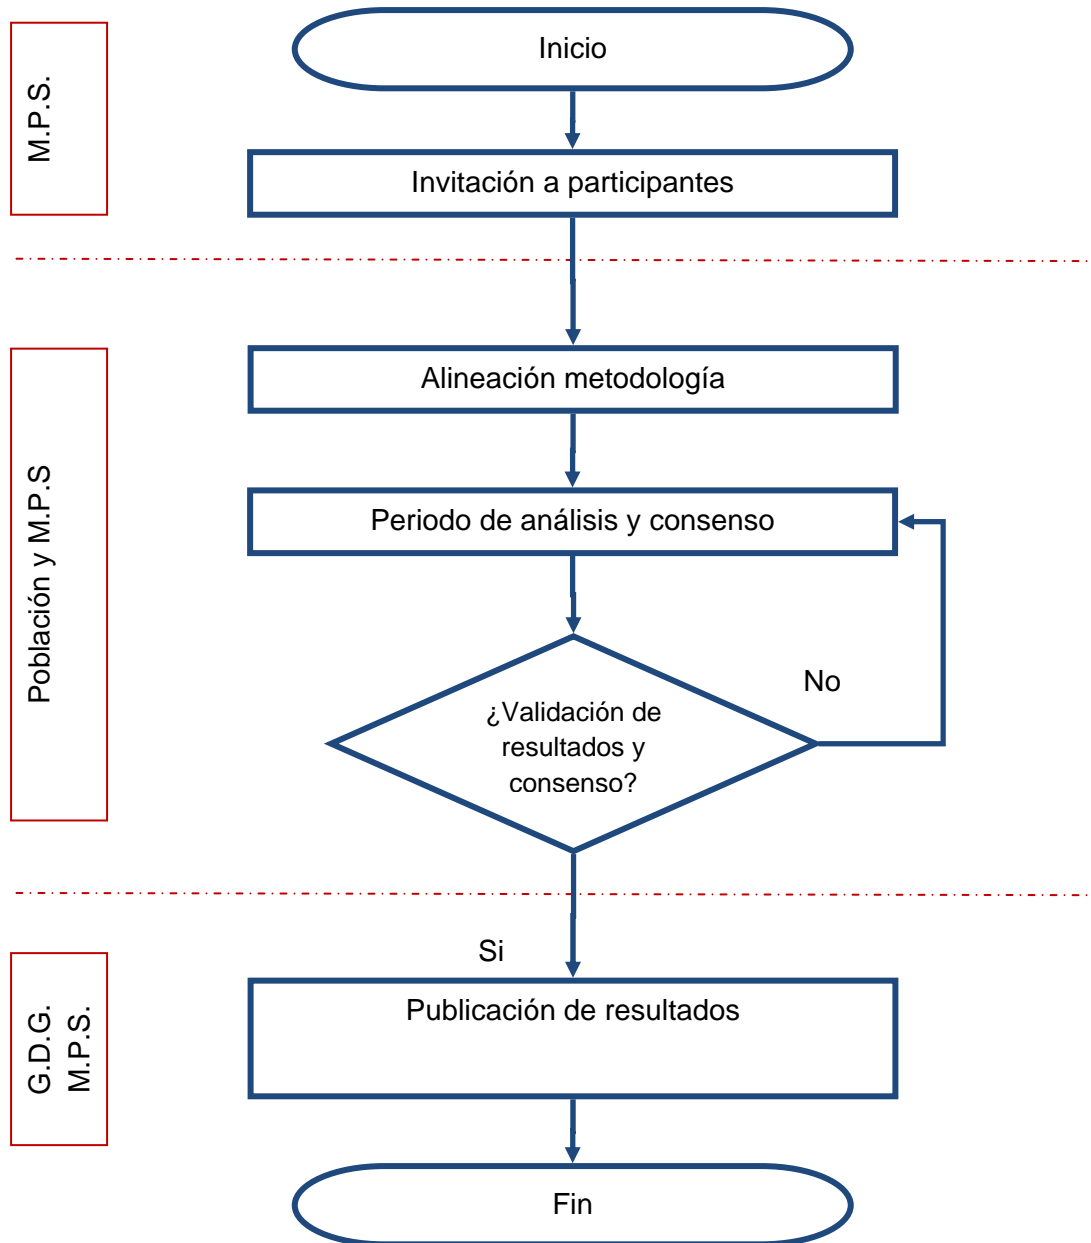 M.P.S.
Inicio
Invitación a participantes
Población y M.P.S
Alineación metodología
Periodo de análisis y consenso
¿Validación de
resultados y
consenso?
No
Si
G.D.G.
M.P.S.
Publicación de resultados
Fin